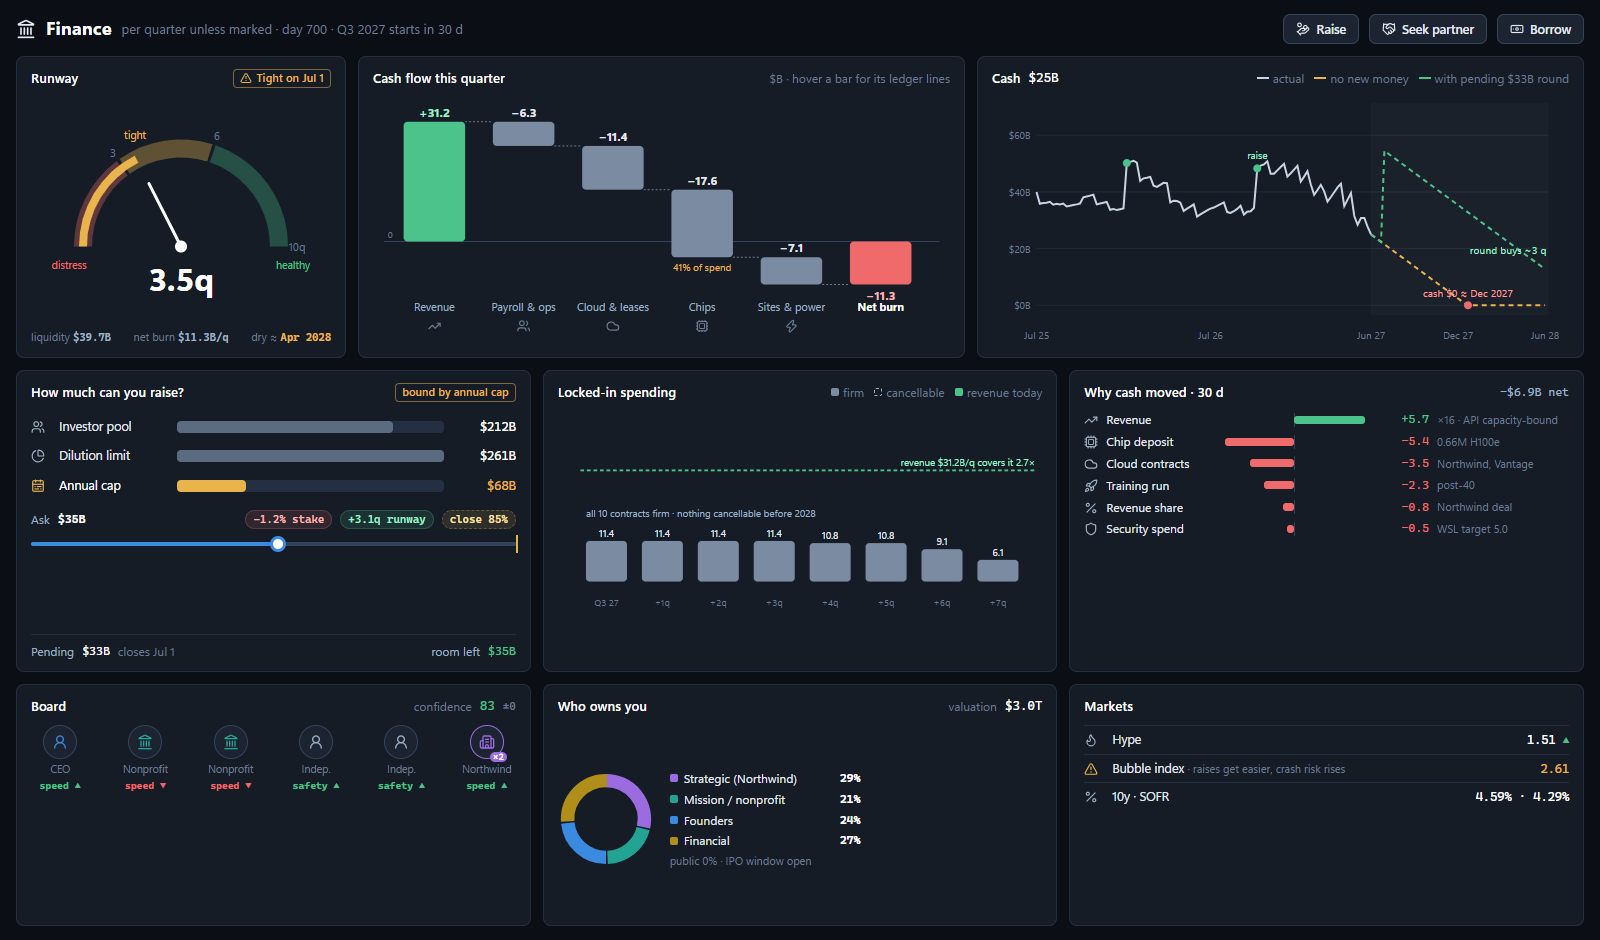 Finance per quarter unless marked · day 700 · Q3 2027 starts in 30 d
Raise
Seek partner
Borrow
Runway
Tight on Jul 1
tight
3
6
10q
distress
healthy
3.5q
liquidity $39.7B
net burn $11.3B/q
dry ≈ Apr 2028
Cash flow this quarter
$B · hover a bar for its ledger lines
+31.2
−6.3
−11.4
−17.6
−7.1
−11.3
0
41% of spend
Revenue
Payroll & ops
Cloud & leases
Chips
Sites & power
Net burn
Cash $25B
actual
no new money
with pending $33B round
$60B
$40B
$20B
$0B
raise
round buys ~3 q
cash $0 ≈ Dec 2027
Jul 25
Jul 26
Jun 27
Dec 27
Jun 28
How much can you raise?
bound by annual cap
Investor pool $212B
Dilution limit $261B
Annual cap $68B
Ask $35B
−1.2% stake
+3.1q runway
close 85%
Pending $33B closes Jul 1
room left $35B
Locked-in spending
firm
cancellable
revenue today
revenue $31.2B/q covers it 2.7×
all 10 contracts firm · nothing cancellable before 2028
11.4
11.4
11.4
11.4
10.8
10.8
9.1
6.1
Q3 27
+1q
+2q
+3q
+4q
+5q
+6q
+7q
Why cash moved · 30 d
−$6.9B net
Revenue +5.7 ×16 · API capacity-bound
Chip deposit −5.4 0.66M H100e
Cloud contracts −3.5 Northwind, Vantage
Training run −2.3 post-40
Revenue share −0.8 Northwind deal
Security spend −0.5 WSL target 5.0
Board
confidence 83 ±0
×2
CEO
Nonprofit
Nonprofit
Indep.
Indep.
Northwind
speed ▲
speed ▼
speed ▼
safety ▲
safety ▲
speed ▲
Who owns you
valuation $3.0T
Strategic (Northwind) 29%
Mission / nonprofit 21%
Founders 24%
Financial 27%
public 0% · IPO window open
Markets
Hype 1.51 ▲
Bubble index · raises get easier, crash risk rises 2.61
10y · SOFR 4.59% · 4.29%